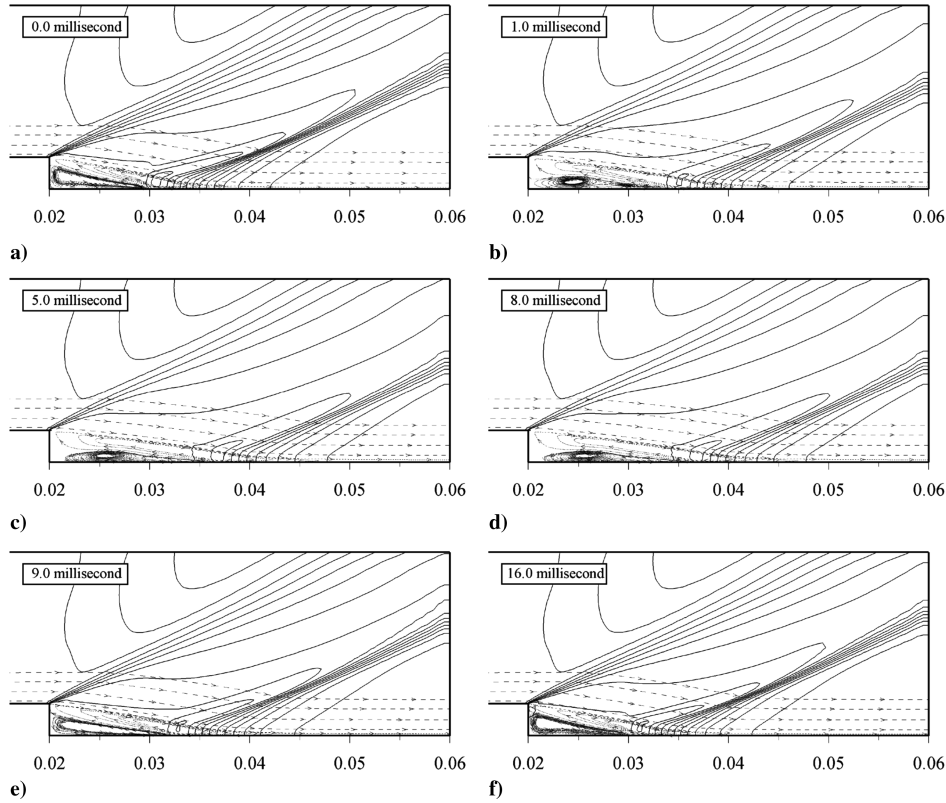 0.0 millisecond
1.0 millisecond
0.02 0.03 0.04 0.05 0.06
0.02 0.03 0.04 0.05 0.06
a)
b)
5.0 millisecond
8.0 millisecond
0.02 0.03 0.04 0.05 0.06
0.02 0.03 0.04 0.05 0.06
c)
d)
9.0 millisecond
16.0 millisecond
0.02 0.03 0.04 0.05 0.06
0.02 0.03 0.04 0.05 0.06
e)
f)